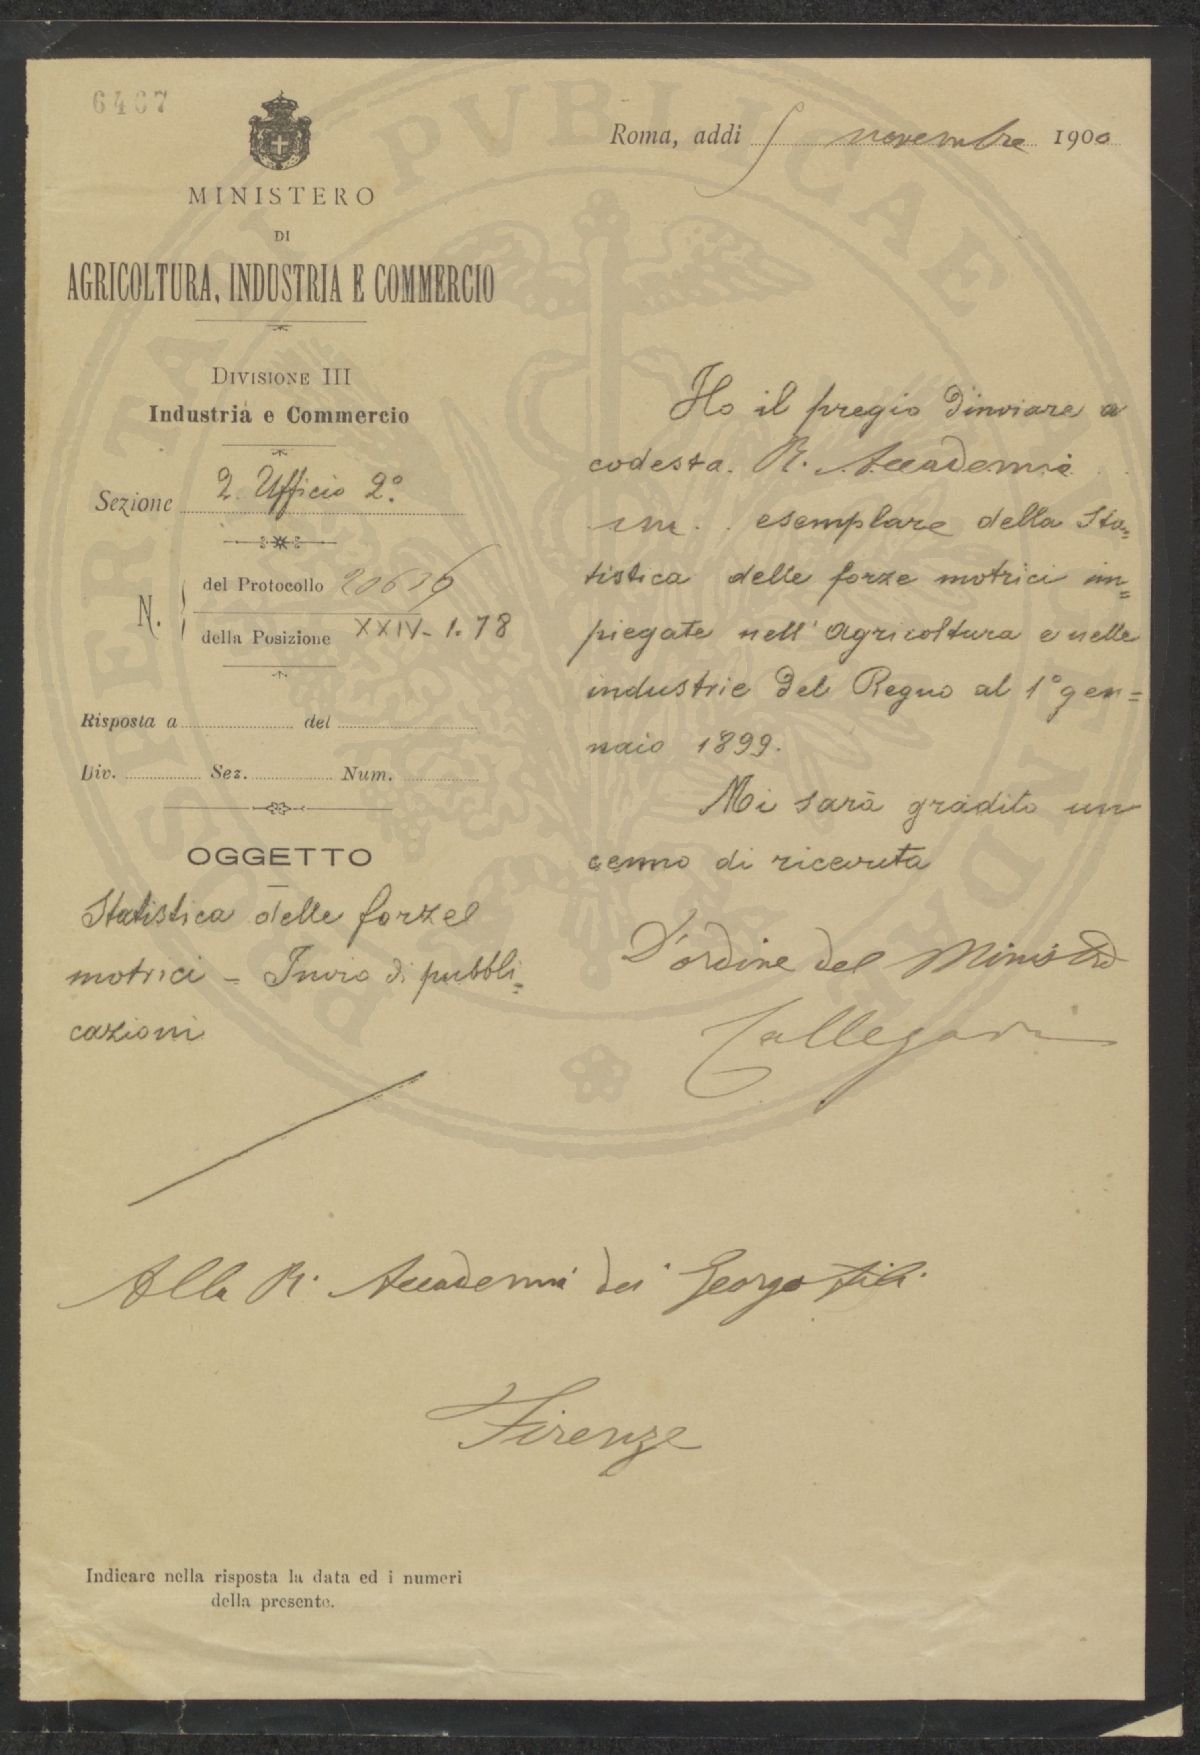 6467
MINISTERO
DI
AGRICOLTURA, INDUSTRIA E COMMERCIO
DIVISIONE III
Industria e Commercio
Sezione 2. Ufficio 2º.
N. del Protocollo
della Posizione XXIV-1.78
Risposta a del
Div. Sez. Num.
OGGETTO
Statistica delle forze
motrici - Invio di pubbli=
cazioni
Roma, addi novembre 1900
Ho il pregio d'inviare a
codesta R. Accademia
un esemplare della Sta=
tistica delle forze motrici im=
piegate nell'agricoltura e nelle
industrie del Regno al 1º gen=
naio 1899.
Mi sarà gradito un
cenno di ricevuta
D'ordine del Ministro
Callegari
Alla R. Accademia dei Georgofili
Firenze
Indicare nella risposta la data ed i numeri
della presente.